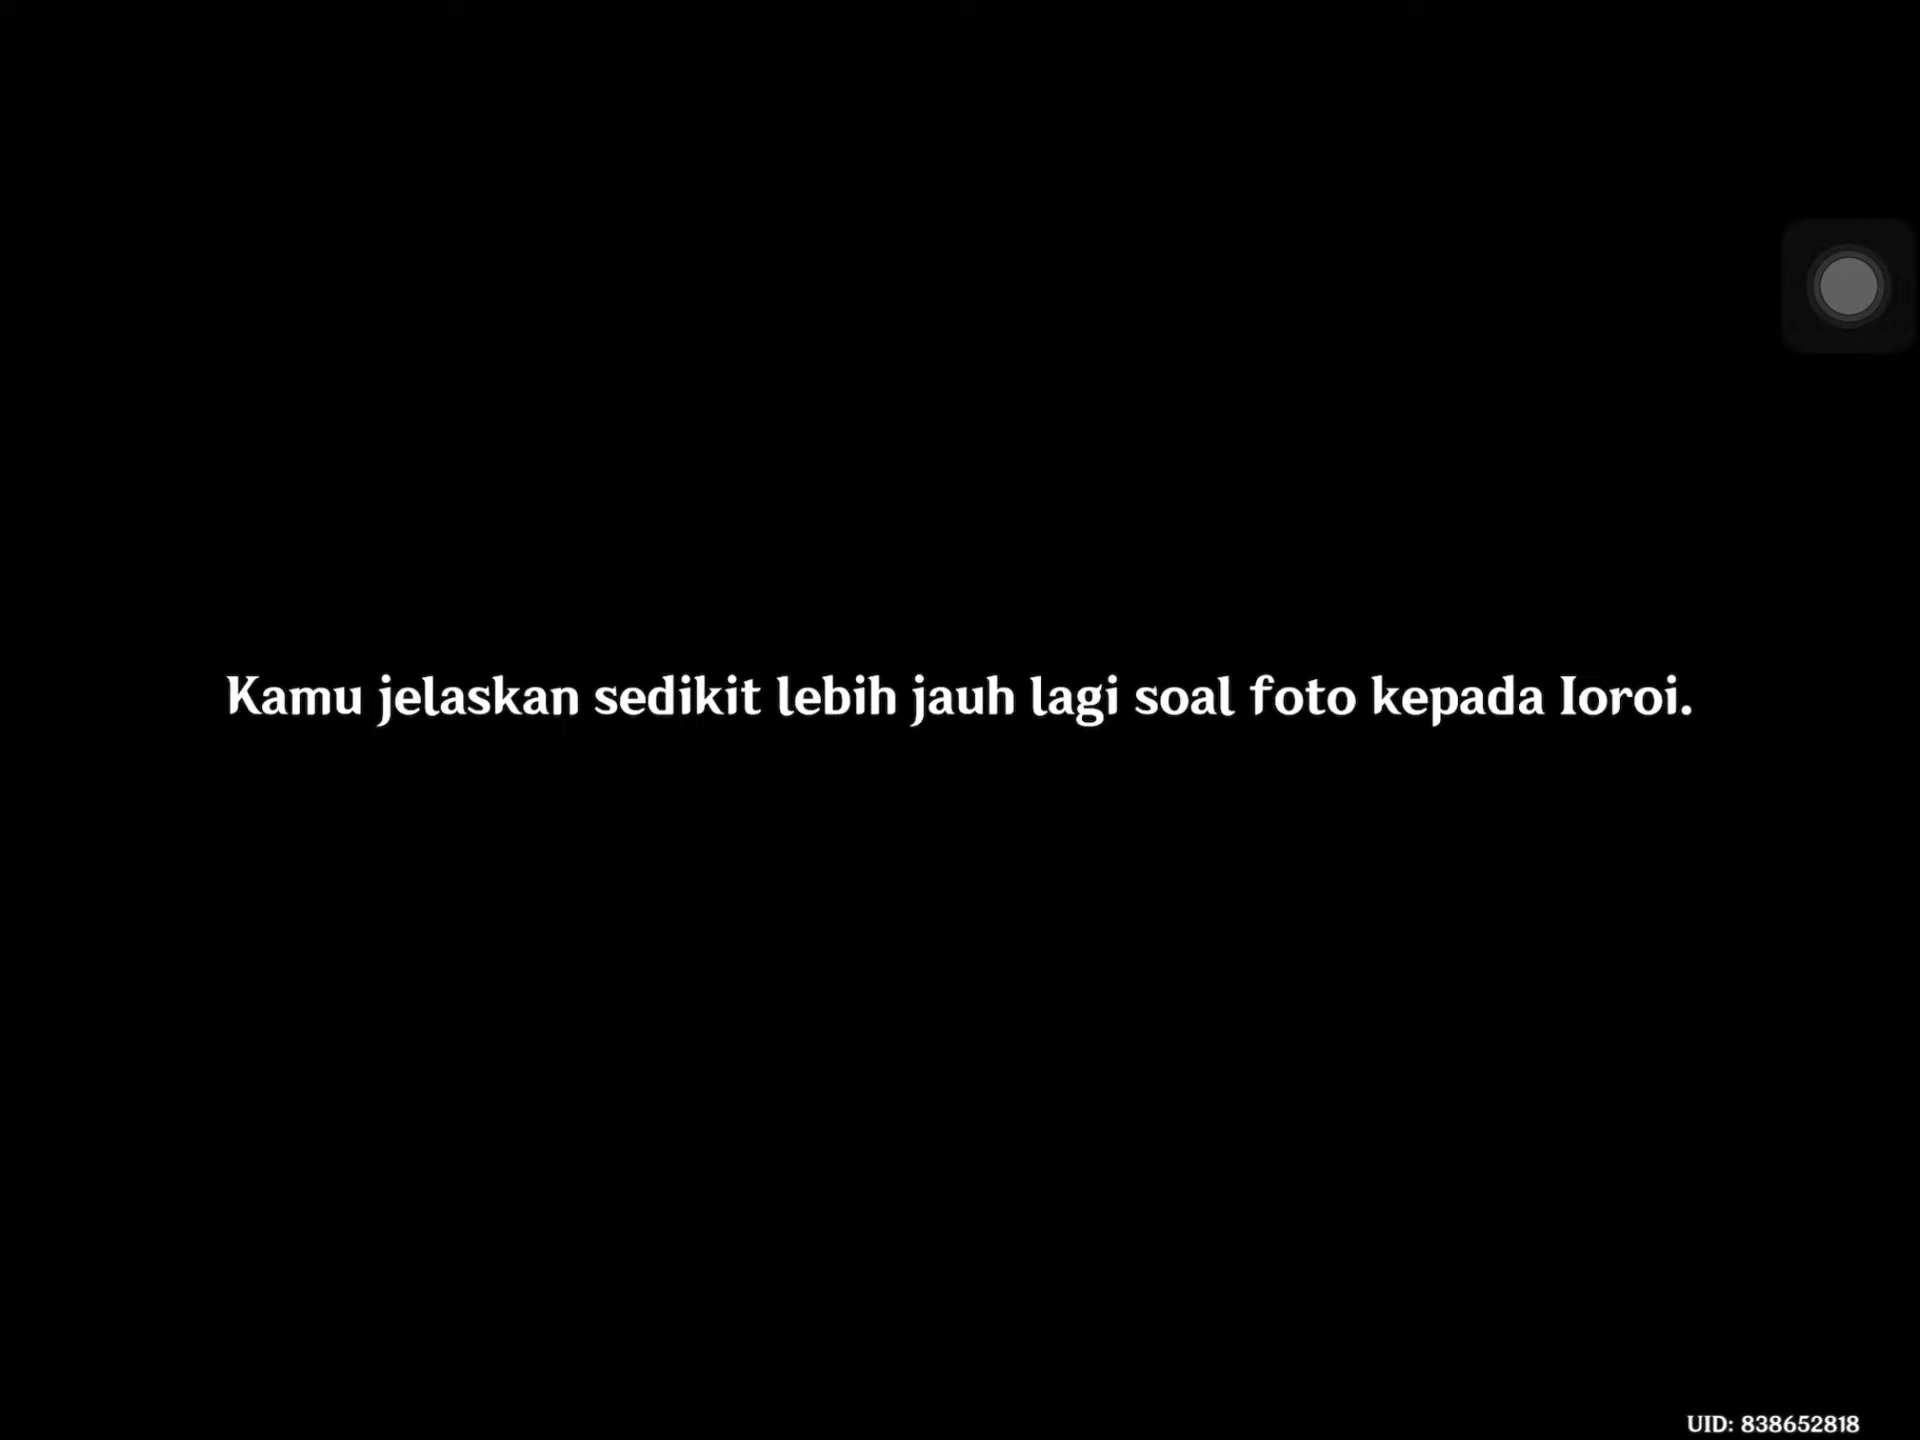 Kamu jelaskan sedikit lebih jauh lagi soal foto kepada Ioroi.
UID: 838652818